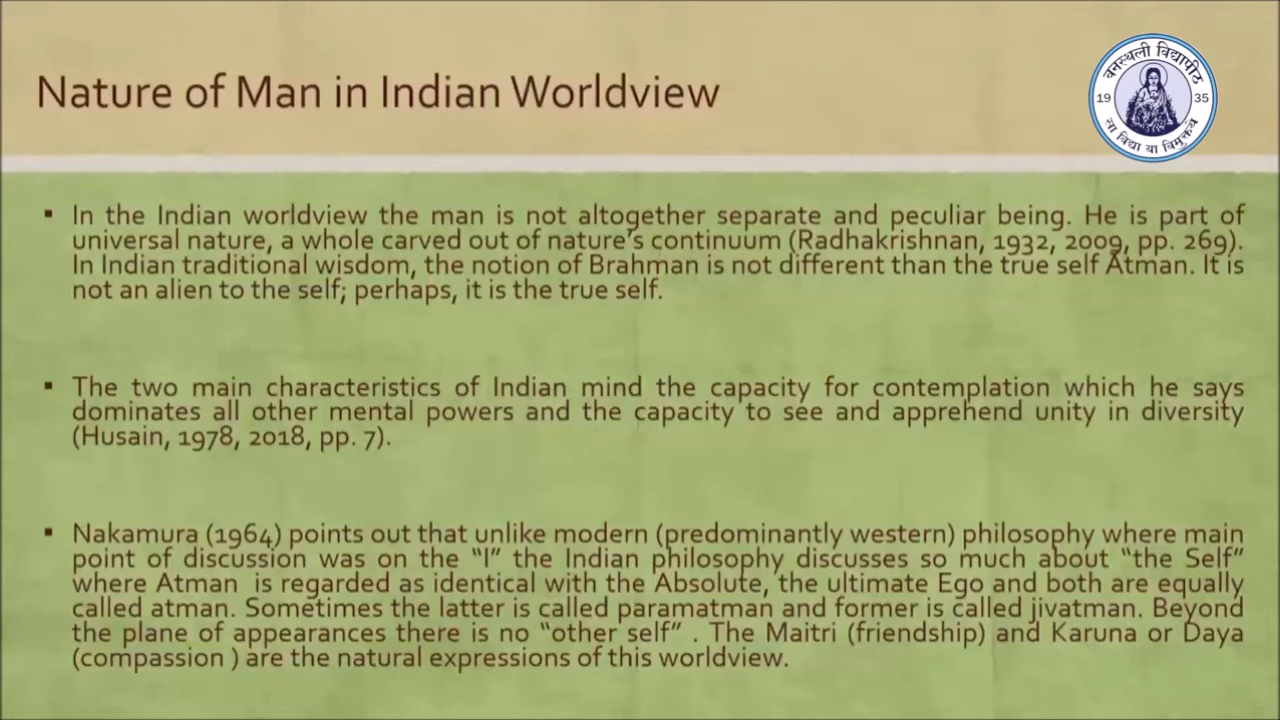 Nature of Man in Indian Worldview
वनस्थली विद्यापीठ
19 35
सा विद्या या विमुक्तये
▪ In the Indian worldview the man is not altogether separate and peculiar being. He is part of
universal nature, a whole carved out of nature's continuum (Radhakrishnan, 1932, 2009, pp. 269).
In Indian traditional wisdom, the notion of Brahman is not different than the true self Atman. It is
not an alien to the self; perhaps, it is the true self.
▪ The two main characteristics of Indian mind the capacity for contemplation which he says
dominates all other mental powers and the capacity to see and apprehend unity in diversity
(Husain, 1978, 2018, pp. 7).
▪ Nakamura (1964) points out that unlike modern (predominantly western) philosophy where main
point of discussion was on the “I” the Indian philosophy discusses so much about “the Self”
where Atman is regarded as identical with the Absolute, the ultimate Ego and both are equally
called atman. Sometimes the latter is called paramatman and former is called jivatman. Beyond
the plane of appearances there is no “other self” . The Maitri (friendship) and Karuna or Daya
(compassion ) are the natural expressions of this worldview.